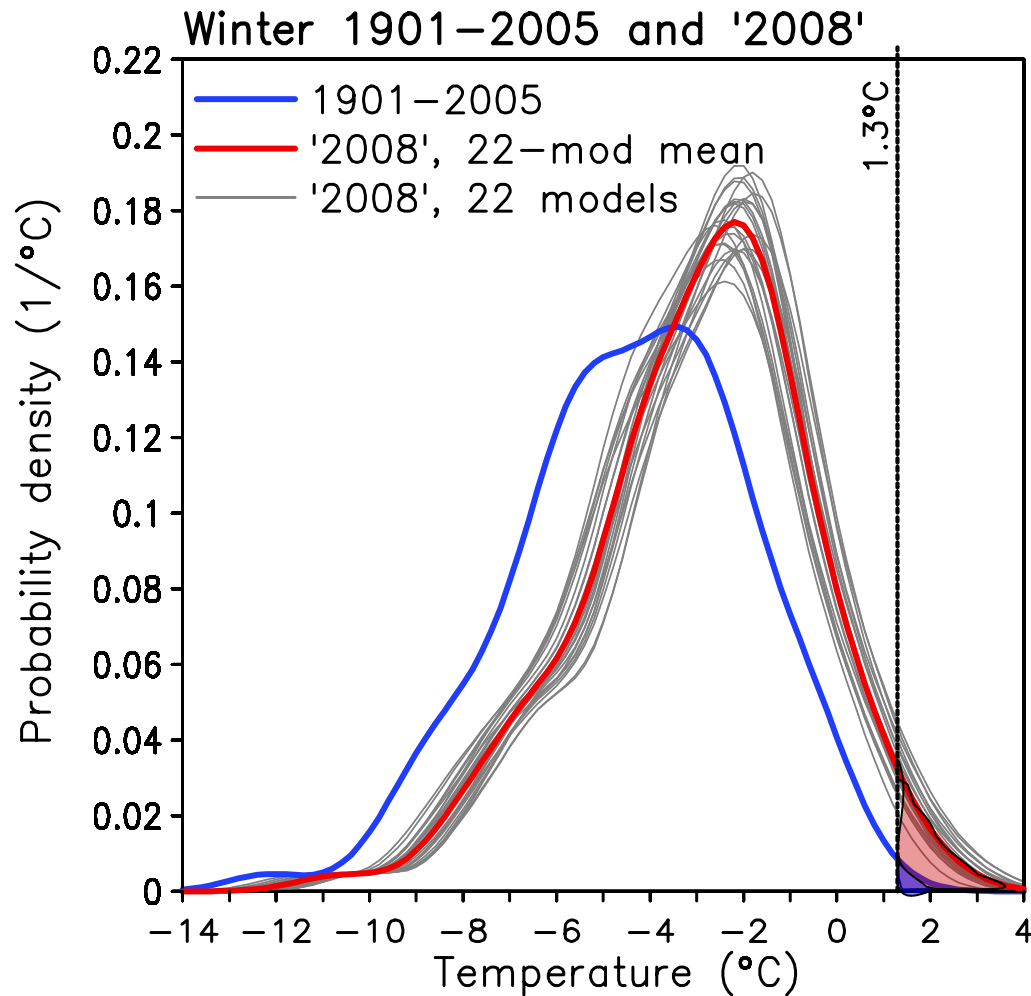 Winter 1901−2005 and '2008'
1901−2005
'2008', 22−mod mean
'2008', 22 models
1.3°C
Probability density (1/°C)
0.22
0.2
0.18
0.16
0.14
0.12
0.1
0.08
0.06
0.04
0.02
0
−14 −12 −10 −8 −6 −4 −2 0 2 4
Temperature (°C)